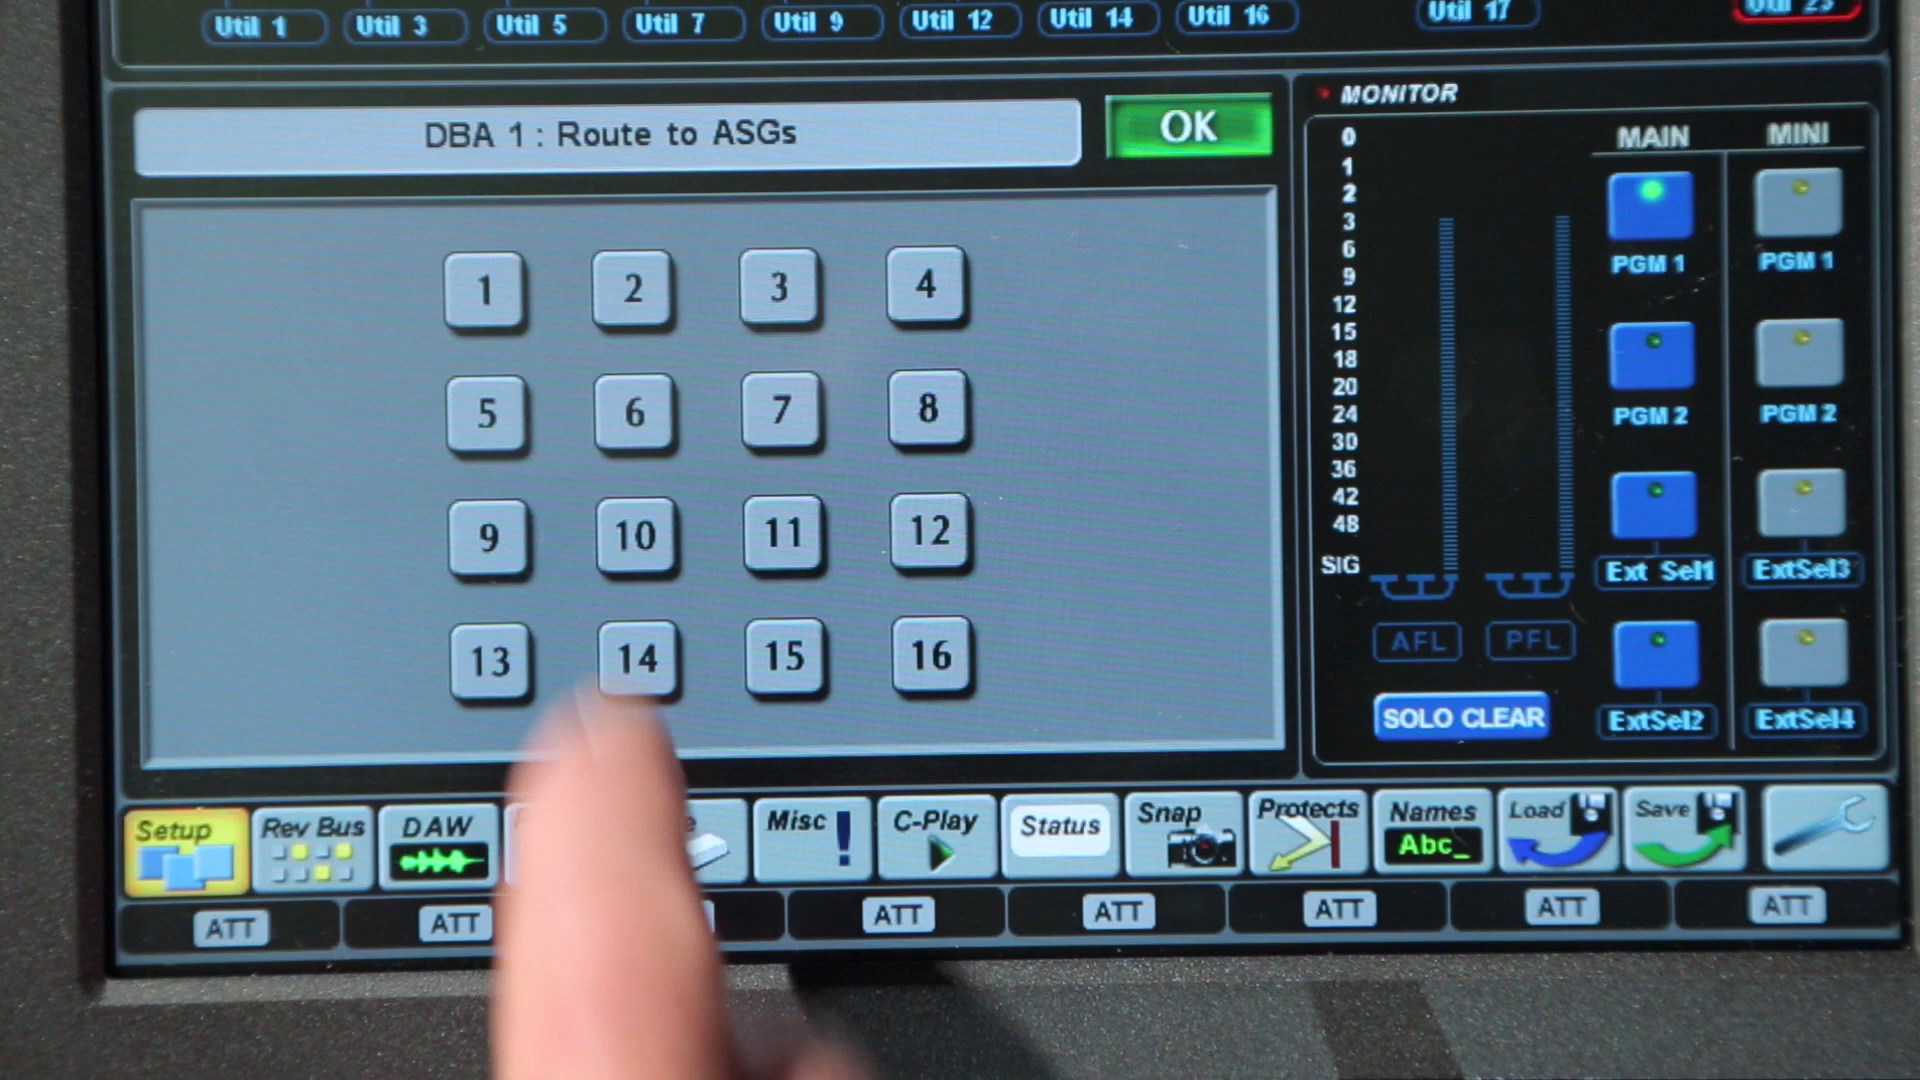 Util 1 Util 3 Util 5 Util 7 Util 9 Util 12 Util 14 Util 16 Util 17 Util 23
DBA 1 : Route to ASGs
OK
1 2 3 4
5 6 7 8
9 10 11 12
13 14 15 16
MONITOR
MAIN MINI
0
1
2
3
6
9
12
15
18
20
24
30
36
42
48
SIG
PGM 1 PGM 1
PGM 2 PGM 2
Ext Sel1 ExtSel3
AFL PFL
SOLO CLEAR
ExtSel2 ExtSel4
Setup Rev Bus DAW Misc ! C-Play Status Snap Protects Names Load Save
Abc_
ATT ATT ATT ATT ATT ATT ATT